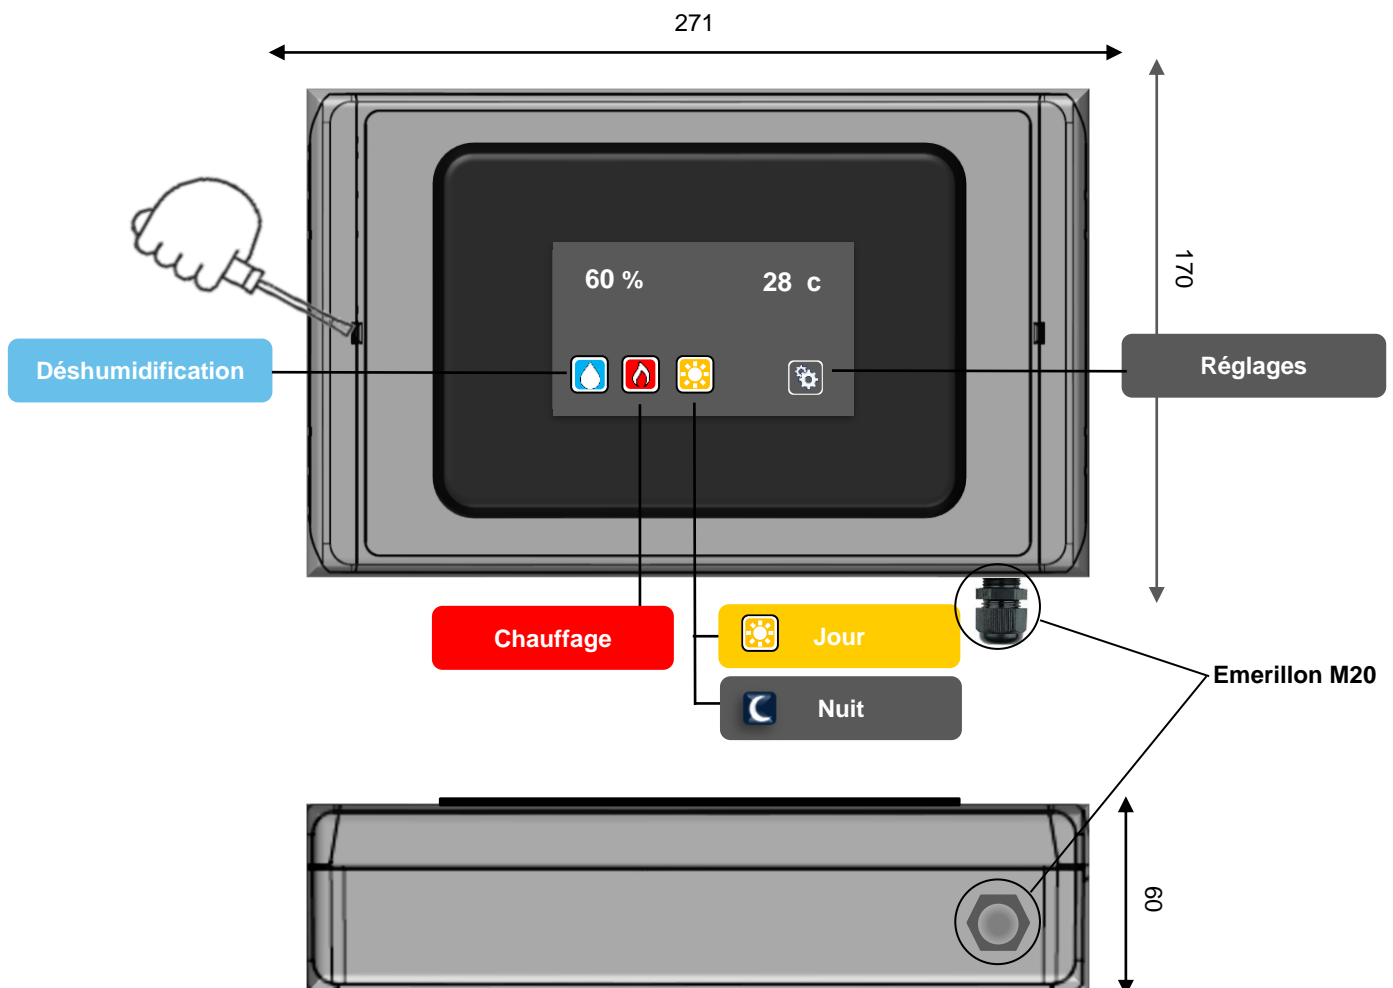 271
170
60 %
28 c
Déshumidification
Réglages
Chauffage
Jour
Nuit
Emerillon M20
60